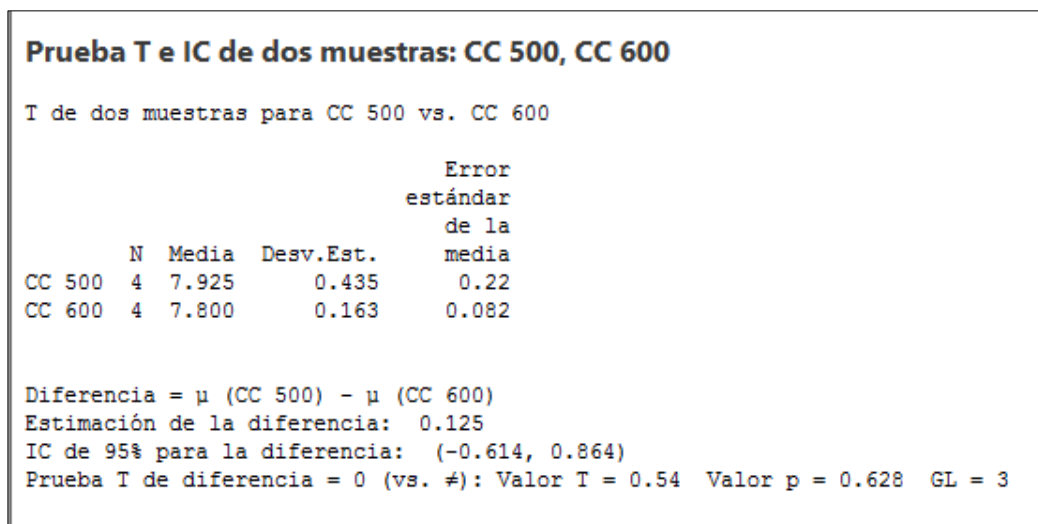 Prueba T e IC de dos muestras: CC 500, CC 600
T de dos muestras para CC 500 vs. CC 600
Error
estándar
de la
N Media Desv.Est. media
CC 500 4 7.925 0.435 0.22
CC 600 4 7.800 0.163 0.082
Diferencia = μ (CC 500) - μ (CC 600)
Estimación de la diferencia: 0.125
IC de 95% para la diferencia: (-0.614, 0.864)
Prueba T de diferencia = 0 (vs. ≠): Valor T = 0.54 Valor p = 0.628 GL = 3